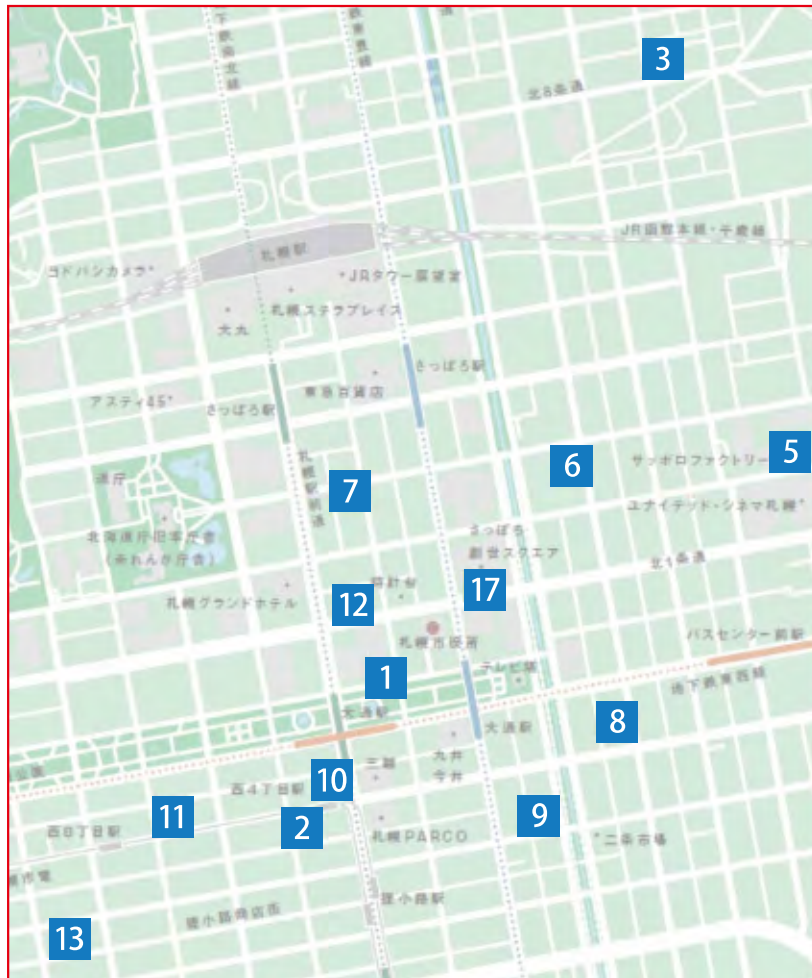 地下鉄南北線
地下鉄東豊線
通
3
北8条通
札幌駅
JR函館本線・千歳線
ヨドバシカメラ
JRタワー展望室
札幌ステラプレイス
大丸
さっぽろ駅
東急百貨店
アスティ45
さっぽろ駅
5
6
サッポロファクトリー
道庁
札幌駅前通
7
ユナイテッド・シネマ札幌
北海道庁旧本庁舎
(赤れんが庁舎)
さっぽろ
創世スクエア
北1条通
時計台
17
札幌グランドホテル
12
札幌市役所
バスセンター前駅
テレビ塔
地下鉄東西線
1
大通駅
8
大通駅
丸井
今井
三越
公園
10
西4丁目駅
11
2
9
西8丁目駅
札幌PARCO
二条市場
市電
狸小路駅
狸小路商店街
13